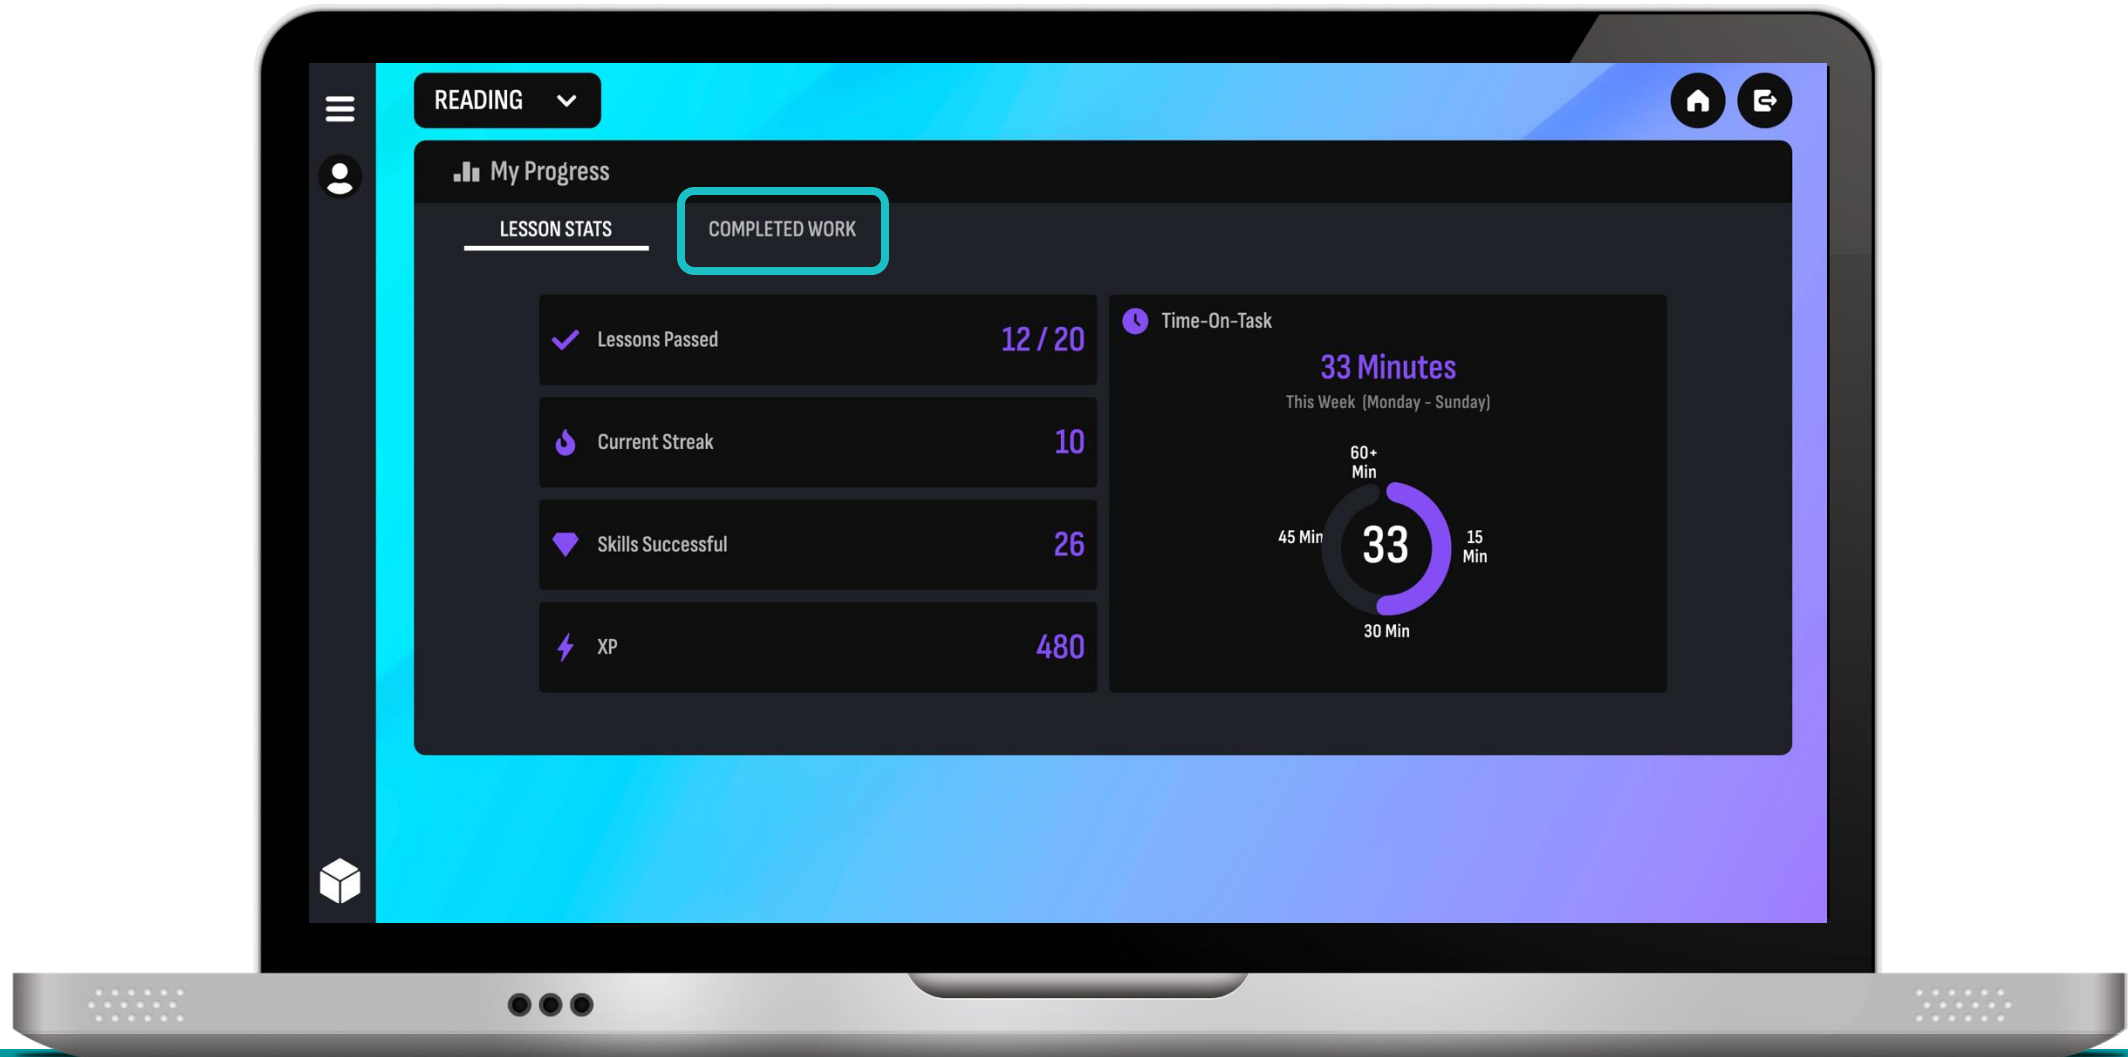 READING
My Progress
LESSON STATS
COMPLETED WORK
Lessons Passed
12 / 20
Current Streak
10
Skills Successful
26
XP
480
Time-On-Task
33 Minutes
This Week (Monday - Sunday)
60+
Min
45 Min
33
15
Min
30 Min